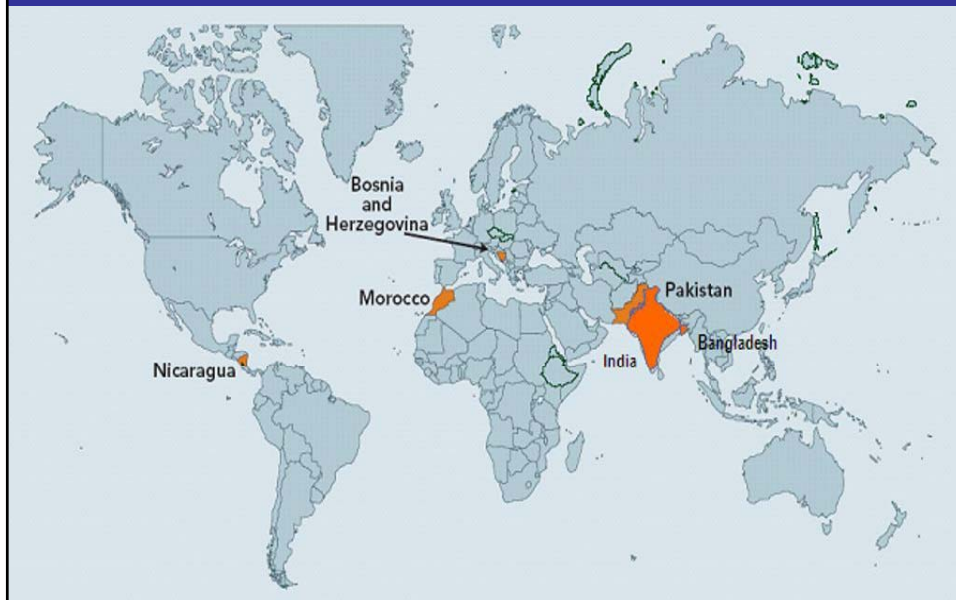 Bosnia
and
Herzegovina
Morocco
Pakistan
Bangladesh
India
Nicaragua